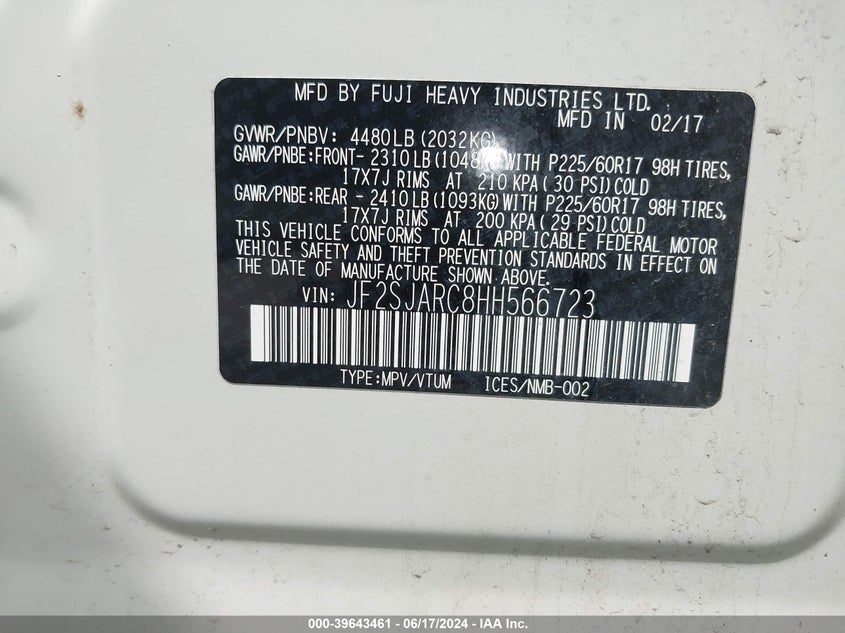 MFD BY FUJI HEAVY INDUSTRIES LTD.
MFD IN 02/17
GVWR/PNBV: 4480LB(2032KG)
GAWR/PNBE:FRONT- 2310LB(1048 WITH P225/60R17 98H TIRES,
17X7J RIMS AT 210 KPA(30 PSI)COLD
GAWR/PNBE:REAR - 2410LB(1093KG)WITH P225/60R17 98H TIRES,
17X7J RIMS AT 200 KPA(29 PSI)COLD
THIS VEHICLE CONFORMS TO ALL APPLICABLE FEDERAL MOTOR
VEHICLE SAFETY AND THEFT PREVENTION STANDARDS IN EFFECT ON
THE DATE OF MANUFACTURE SHOWN ABOVE.
VIN: JF2SJARC8HH566723
TYPE:MPV/VTUM ICES/NMB-002
000-39643461 - 06/17/2024 - IAAI Inc.